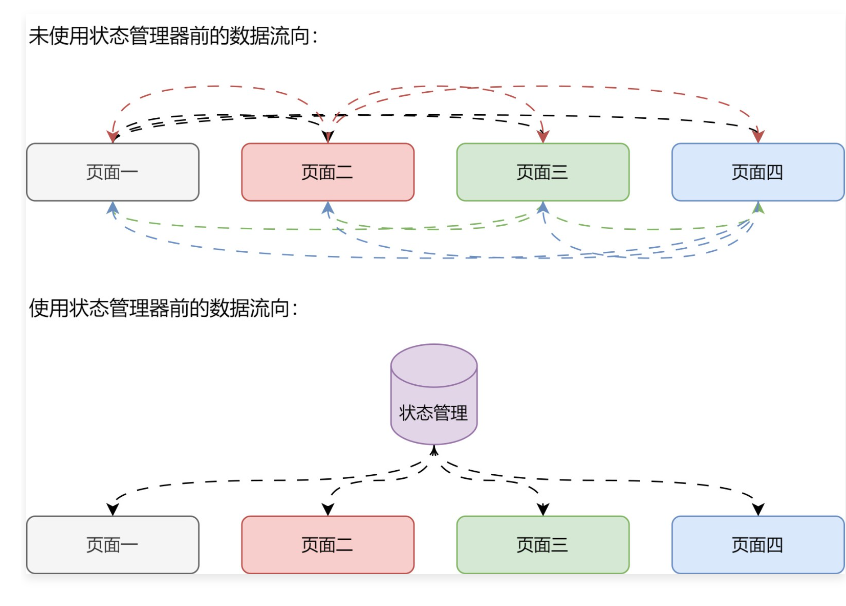 未使用状态管理器前的数据流向：
页面一 页面二 页面三 页面四
使用状态管理器前的数据流向：
状态管理
页面一 页面二 页面三 页面四